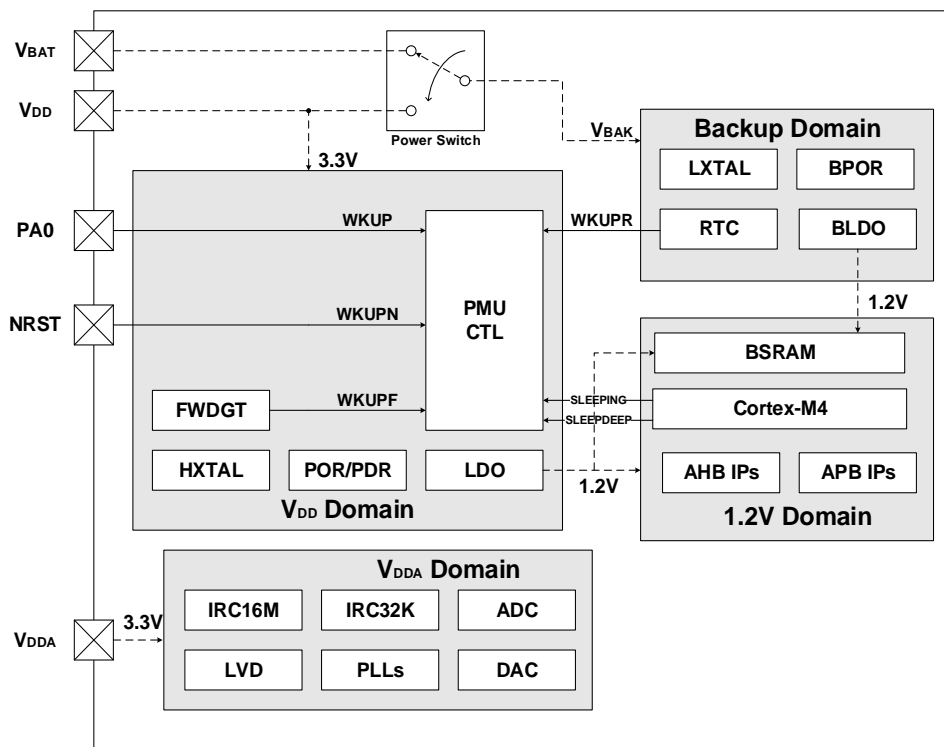 VBAT
VDD
Power Switch
3.3V
VBAK
Backup Domain
LXTAL
BPOR
RTC
BLDO
PA0
WKUP
WKUPR
NRST
WKUPN
PMU
CTL
1.2V
BSRAM
Cortex-M4
SLEEPING
SLEEPDEEP
FWDGT
WKUPF
HXTAL
POR/PDR
LDO
1.2V
AHB IPs
APB IPs
VDD Domain
1.2V Domain
VDDA Domain
IRC16M
IRC32K
ADC
VDDA
3.3V
LVD
PLLs
DAC